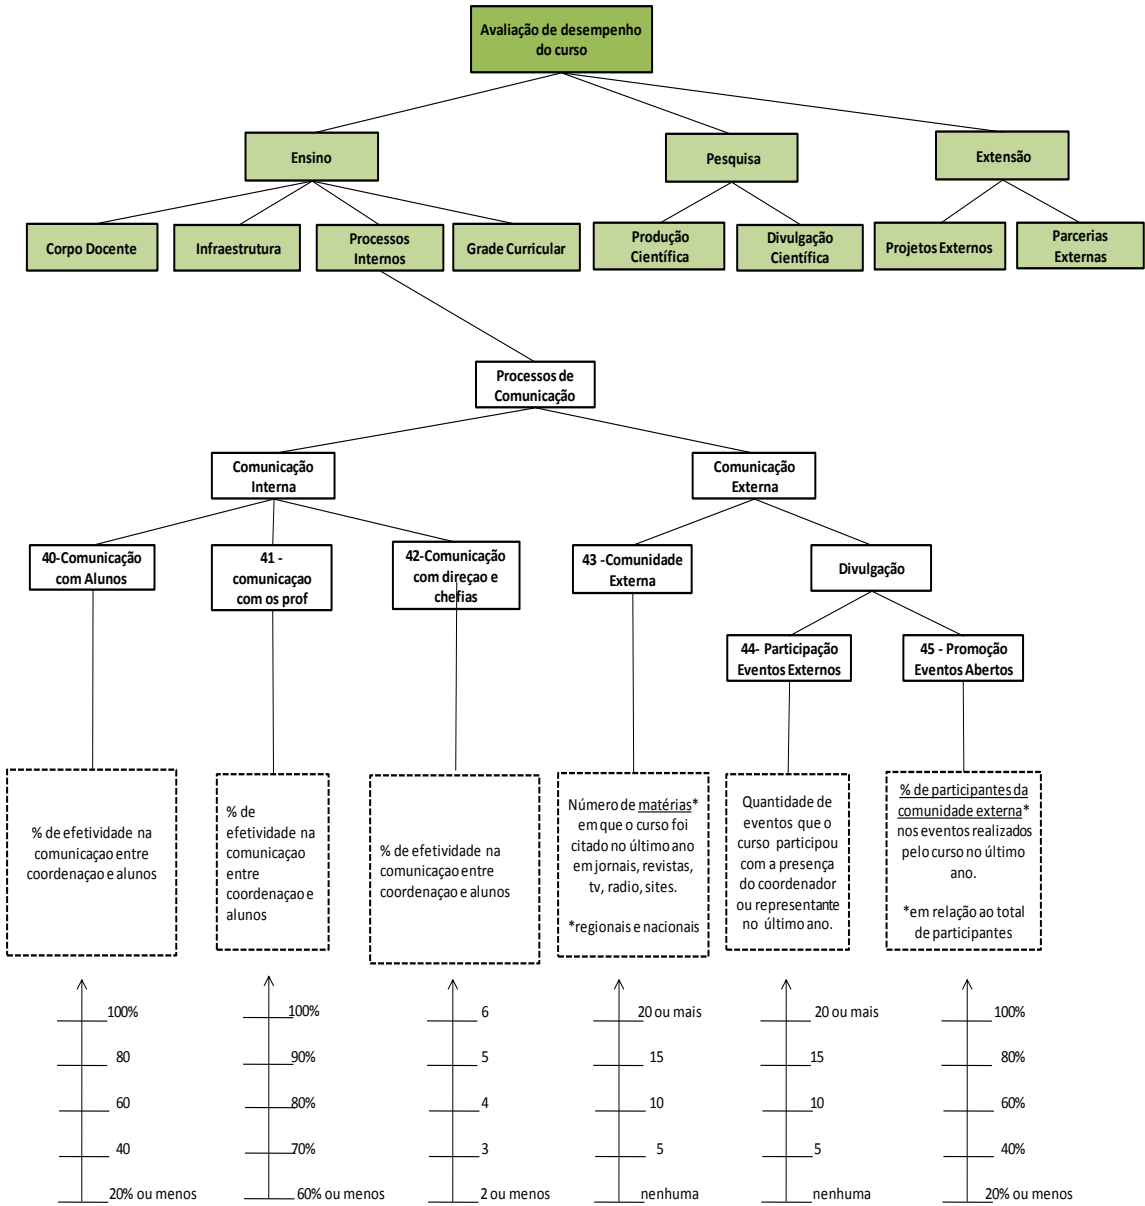 Avaliação de desempenho
do curso
Ensino
Pesquisa
Extensão
Corpo Docente
Infraestrutura
Processos
Internos
Grade Curricular
Produção
Científica
Divulgação
Científica
Projetos Externos
Parcerias
Externas
Processos de
Comunicação
Comunicação
Interna
Comunicação
Externa
40-Comunicação
com Alunos
41 -
comunicaçao
com os prof
42-Comunicação
com direçao e
chefias
43 -Comunidade
Externa
Divulgação
44- Participação
Eventos Externos
45 - Promoção
Eventos Abertos
% de efetividade na
comunicaçao entre
coordenaçao e alunos
% de
efetividade na
comunicaçao
entre
coordenaçao e
alunos
% de efetividade na
comunicaçao entre
coordenaçao e alunos
Número de matérias*
em que o curso foi
citado no último ano
em jornais, revistas,
tv, radio, sites.
*regionais e nacionais
Quantidade de
eventos que o
curso participou
com a presença
do coordenador
ou representante
no último ano.
% de participantes da
comunidade externa*
nos eventos realizados
pelo curso no último
ano.
*em relação ao total
de participantes
100%
80
60
40
20% ou menos
100%
90%
80%
70%
60% ou menos
6
5
4
3
2 ou menos
20 ou mais
15
10
5
nenhuma
20 ou mais
15
10
5
nenhuma
100%
80%
60%
40%
20% ou menos